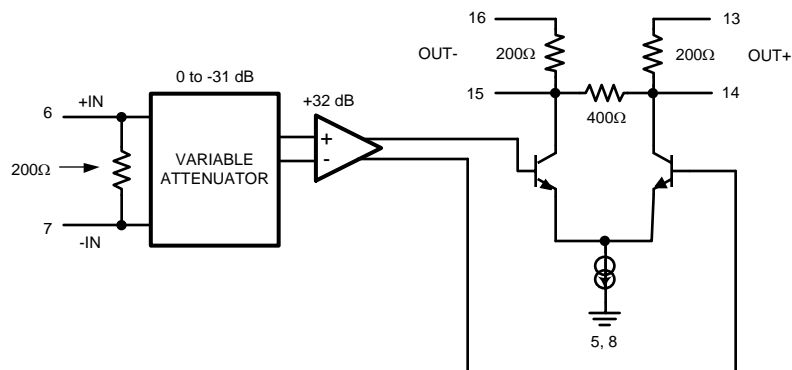 16
13
OUT-
200Ω
200Ω
OUT+
0 to -31 dB
+32 dB
15
14
400Ω
6
+IN
+
-
200Ω
VARIABLE
ATTENUATOR
7
-IN
5, 8